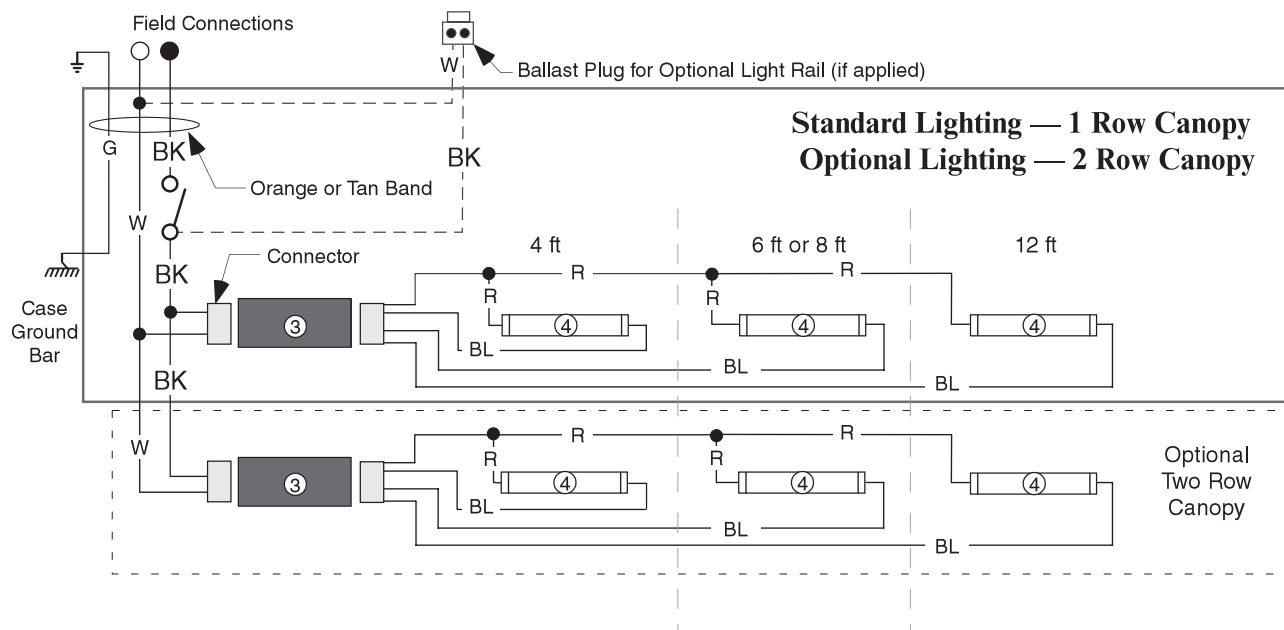 Field Connections
W
Ballast Plug for Optional Light Rail (if applied)
Standard Lighting — 1 Row Canopy
Optional Lighting — 2 Row Canopy
G
BK
BK
Orange or Tan Band
W
4 ft
6 ft or 8 ft
12 ft
Connector
BK
R
R
R
R
Case
Ground
Bar
3
4
4
4
BL
BL
BL
BK
W
R
R
R
R
3
4
4
4
BL
BL
BL
Optional
Two Row
Canopy